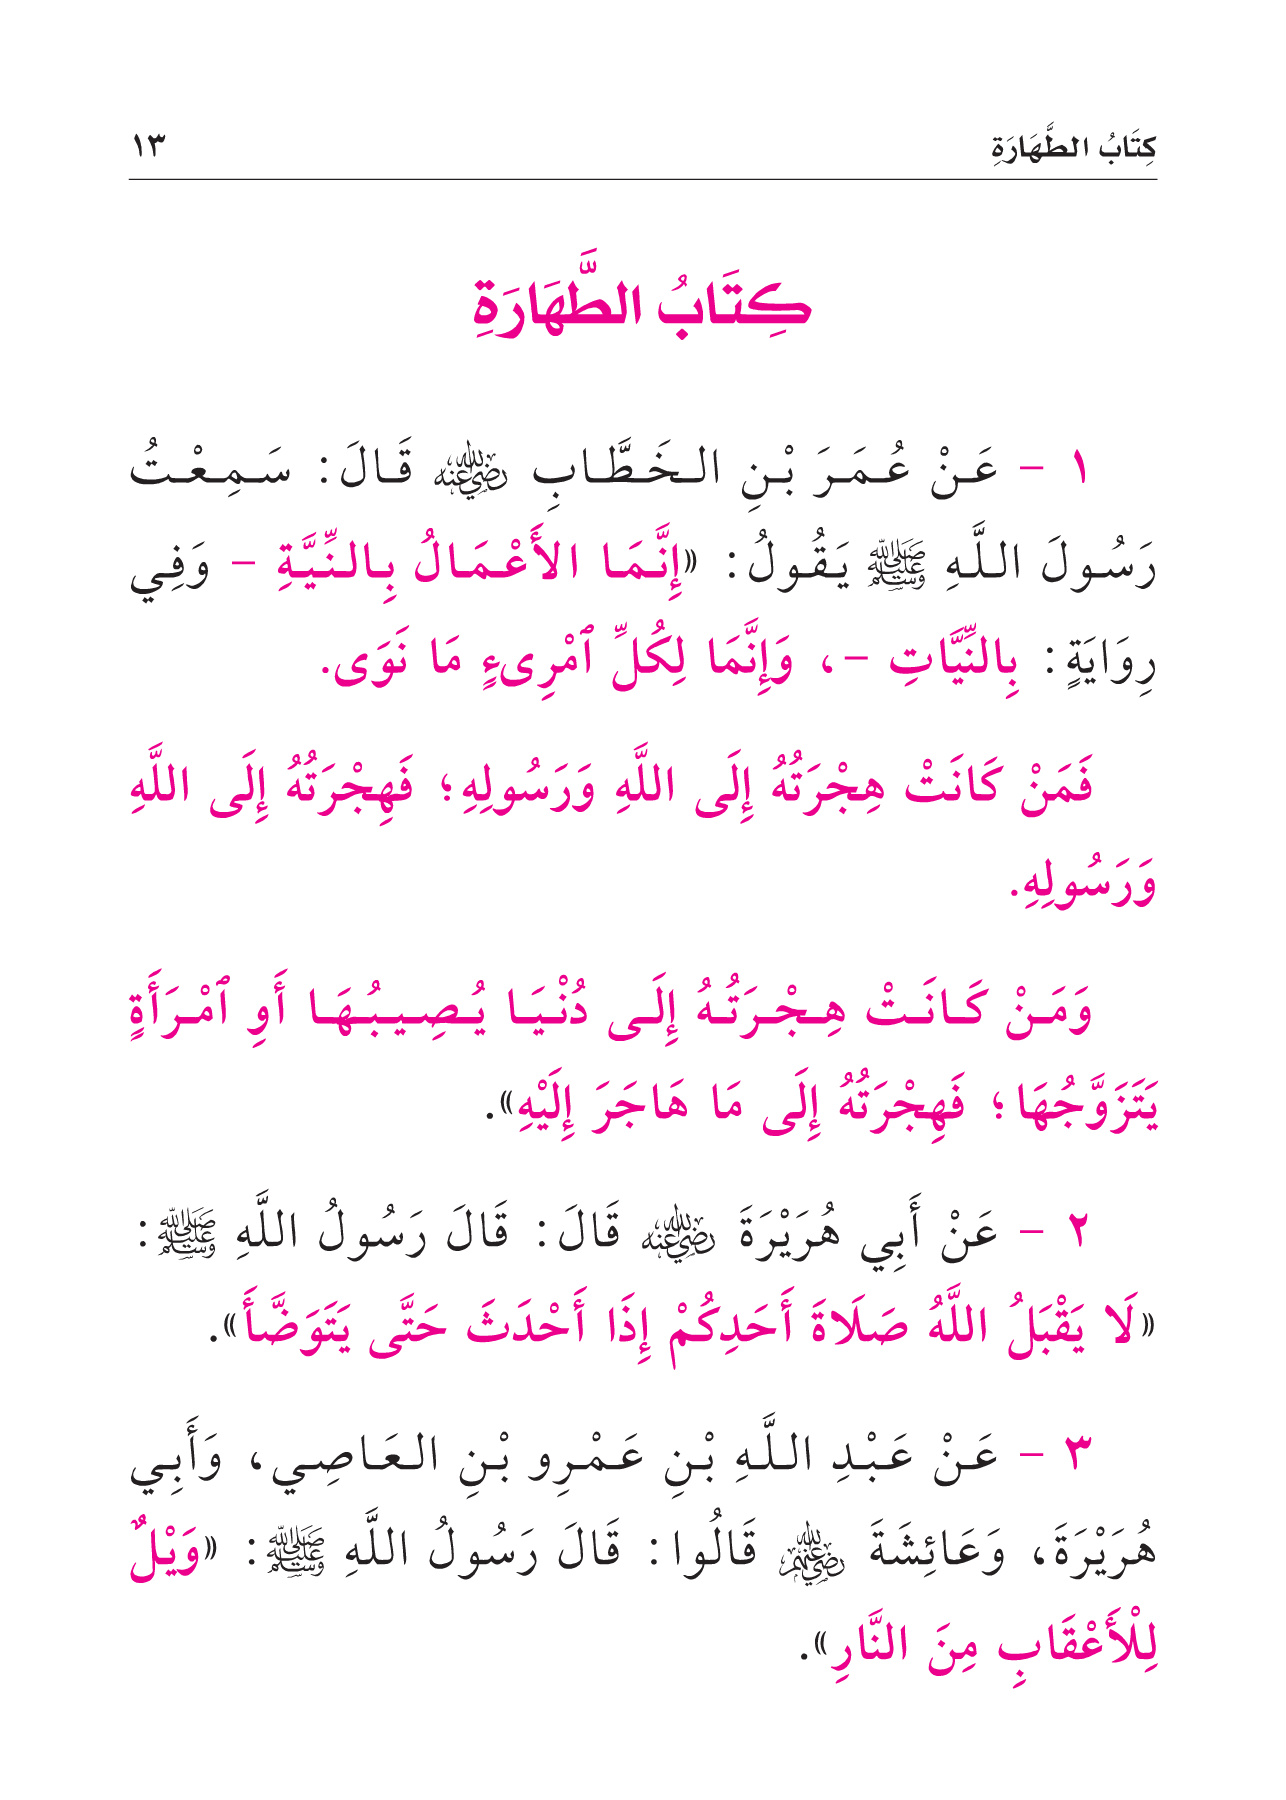 كِتَابُ الطَّهَارَةِ ١٣
كِتَابُ الطَّهَارَةِ
١ - عَنْ عُمَرَ بْنِ الخَطَّابِ رضي الله عنه قَالَ: سَمِعْتُ
رَسُولَ اللَّهِ ﷺ يَقُولُ: «إِنَّمَا الأَعْمَالُ بِالنِّيَّةِ - وَفِي
رِوَايَةٍ: بِالنِّيَّاتِ -، وَإِنَّمَا لِكُلِّ ٱمْرِىءٍ مَا نَوَى.
فَمَنْ كَانَتْ هِجْرَتُهُ إِلَى اللَّهِ وَرَسُولِهِ؛ فَهِجْرَتُهُ إِلَى اللَّهِ
وَرَسُولِهِ.
وَمَنْ كَانَتْ هِجْرَتُهُ إِلَى دُنْيَا يُصِيبُهَا أَوِ ٱمْرَأَةٍ
يَتَزَوَّجُهَا؛ فَهِجْرَتُهُ إِلَى مَا هَاجَرَ إِلَيْهِ».
٢ - عَنْ أَبِي هُرَيْرَةَ رضي الله عنه قَالَ: قَالَ رَسُولُ اللَّهِ ﷺ:
«لَا يَقْبَلُ اللَّهُ صَلَاةَ أَحَدِكُمْ إِذَا أَحْدَثَ حَتَّى يَتَوَضَّأَ».
٣ - عَنْ عَبْدِ اللَّهِ بْنِ عَمْرِو بْنِ العَاصِي، وَأَبِي
هُرَيْرَةَ، وَعَائِشَةَ رضي الله عنهم قَالُوا: قَالَ رَسُولُ اللَّهِ ﷺ: «وَيْلٌ
لِلْأَعْقَابِ مِنَ النَّارِ».